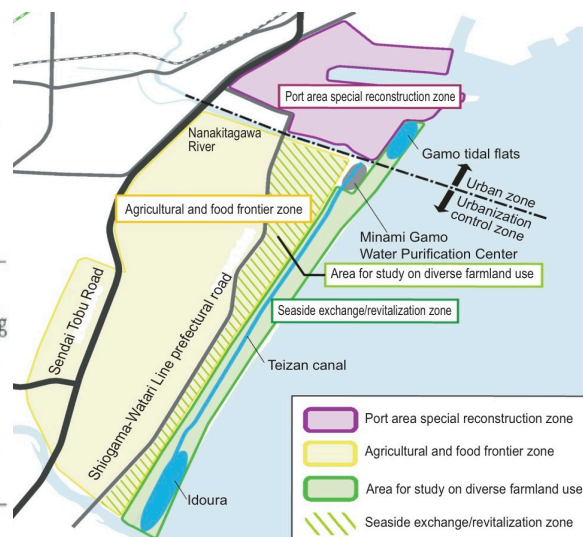 Port area special reconstruction zone
Nanakitagawa
River
Gamo tidal flats
Urban zone
Urbanization
control zone
Agricultural and food frontier zone
Minami Gamo
Water Purification Center
Area for study on diverse farmland use
Sendai Tobu Road
Shiogama-Watari Line prefectural road
Seaside exchange/revitalization zone
Teizan canal
Idoura
Port area special reconstruction zone
Agricultural and food frontier zone
Area for study on diverse farmland use
Seaside exchange/revitalization zone